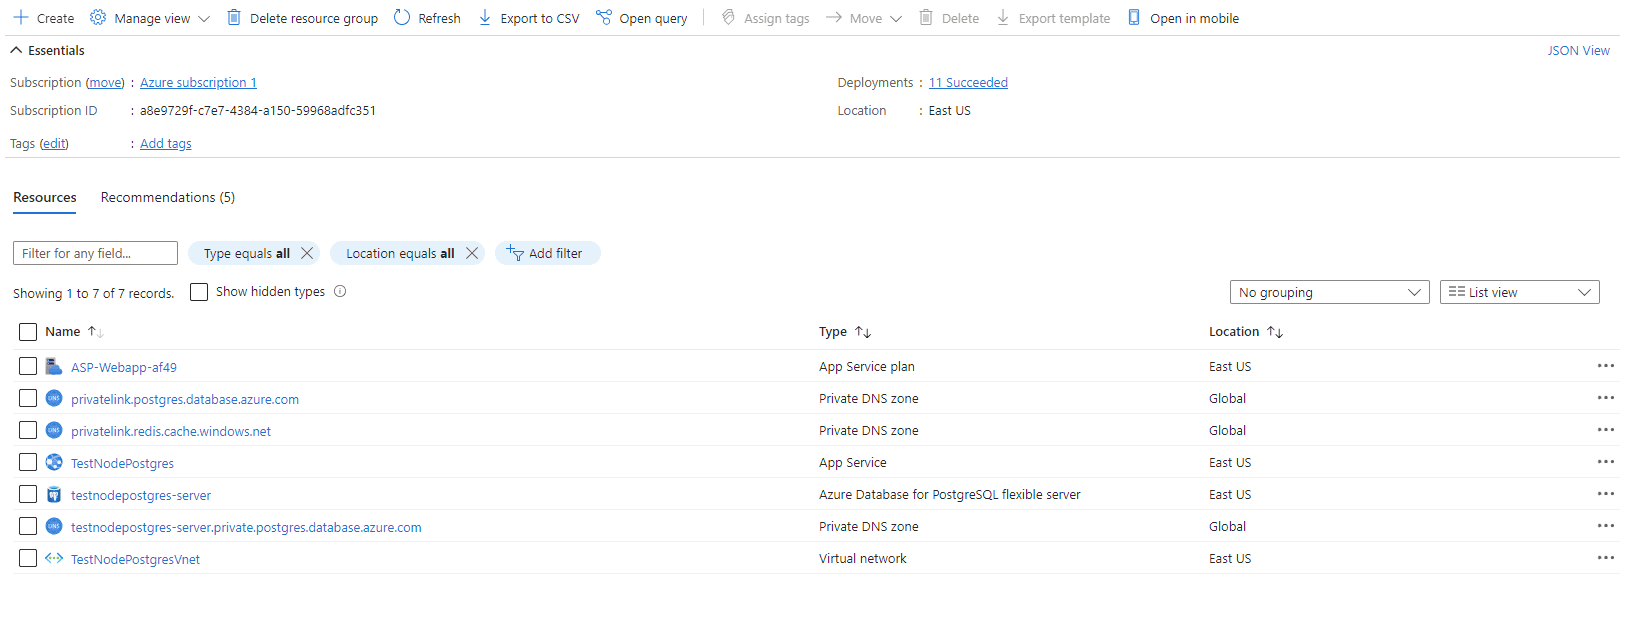 Create Manage view Delete resource group Refresh Export to CSV Open query Assign tags Move Delete Export template Open in mobile
Essentials JSON View
Subscription (move) : Azure subscription 1 Deployments : 11 Succeeded
Subscription ID : a8e9729f-c7e7-4384-a150-59968adfc351 Location : East US
Tags (edit) : Add tags
Resources Recommendations (5)
Filter for any field... Type equals all Location equals all Add filter
Showing 1 to 7 of 7 records. Show hidden types No grouping List view
Name Type Location
ASP-Webapp-af49 App Service plan East US
DNS privatelink.postgres.database.azure.com Private DNS zone Global
DNS privatelink.redis.cache.windows.net Private DNS zone Global
TestNodePostgres App Service East US
testnodepostgres-server Azure Database for PostgreSQL flexible server East US
DNS testnodepostgres-server.private.postgres.database.azure.com Private DNS zone Global
TestNodePostgresVnet Virtual network East US